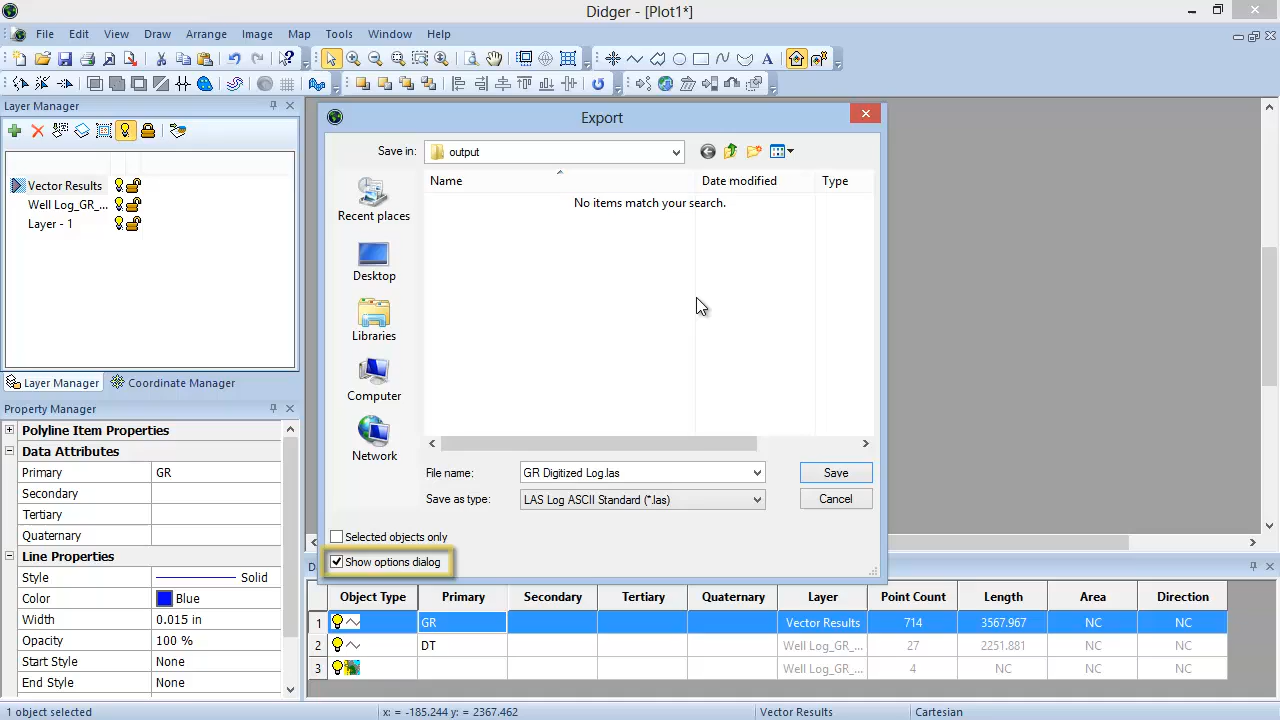 Didger - [Plot1*]
File Edit View Draw Arrange Image Map Tools Window Help
Layer Manager
Vector Results
Well Log_GR_...
Layer - 1
Layer Manager Coordinate Manager
Property Manager
Polyline Item Properties
Data Attributes
Primary GR
Secondary
Tertiary
Quaternary
Line Properties
Style Solid
Color Blue
Width 0.015 in
Opacity 100 %
Start Style None
End Style None
Export
Save in: output
Name Date modified Type
No items match your search.
Recent places
Desktop
Libraries
Computer
Network
File name: GR Digitized Log.las Save
Save as type: LAS Log ASCII Standard (*.las) Cancel
Selected objects only
Show options dialog
Object Type Primary Secondary Tertiary Quaternary Layer Point Count Length Area Direction
1 GR Vector Results 714 3567.967 NC NC
2 DT Well Log_GR_... 27 2251.881 NC NC
3 Well Log_GR_... 4 NC NC NC
1 object selected x: = -185.244 y: = 2367.462 Vector Results Cartesian